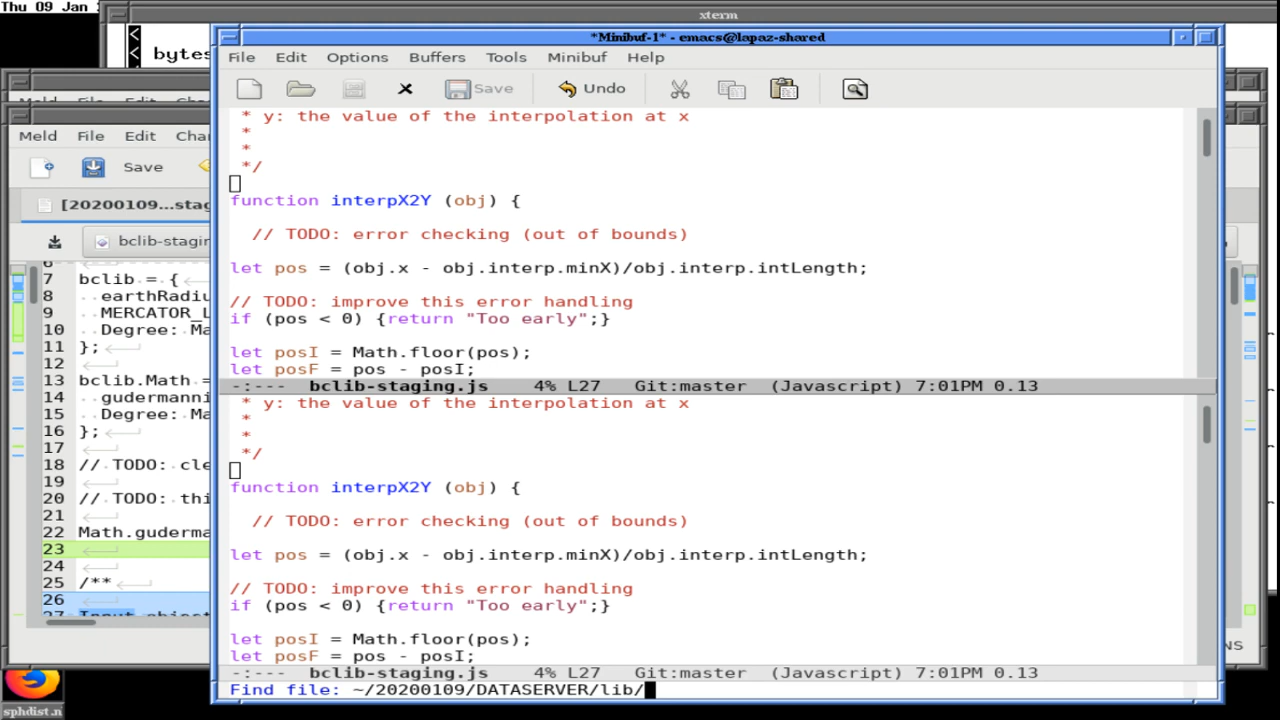 Thu 09 Jan
xterm
<
< bytes
*Minibuf-1* - emacs@lapaz-shared
File Edit Options Buffers Tools Minibuf Help
Save Undo
* y: the value of the interpolation at x
*
*
*/
function interpX2Y (obj) {
// TODO: error checking (out of bounds)
let pos = (obj.x - obj.interp.minX)/obj.interp.intLength;
// TODO: improve this error handling
if (pos < 0) {return "Too early";}
let posI = Math.floor(pos);
let posF = pos - posI;
-:--- bclib-staging.js 4% L27 Git:master (Javascript) 7:01PM 0.13
* y: the value of the interpolation at x
*
*
*/
function interpX2Y (obj) {
// TODO: error checking (out of bounds)
let pos = (obj.x - obj.interp.minX)/obj.interp.intLength;
// TODO: improve this error handling
if (pos < 0) {return "Too early";}
let posI = Math.floor(pos);
let posF = pos - posI;
-:--- bclib-staging.js 4% L27 Git:master (Javascript) 7:01PM 0.13
Find file: ~/20200109/DATASERVER/lib/
Meld File Edit
Meld File Edit Cha
Save
[20200109...stag
bclib-stagin
6
7 bclib = {
8 earthRadiu
9 MERCATOR_L
10 Degree: Ma
11 };
12
13 bclib.Math =
14 gudermanni
15 Degree: Ma
16 };
17
18 // TODO: cle
19
20 // TODO: thi
21
22 Math.guderma
23
24
25 /**
26
27 Input object
NS
sphdist.n